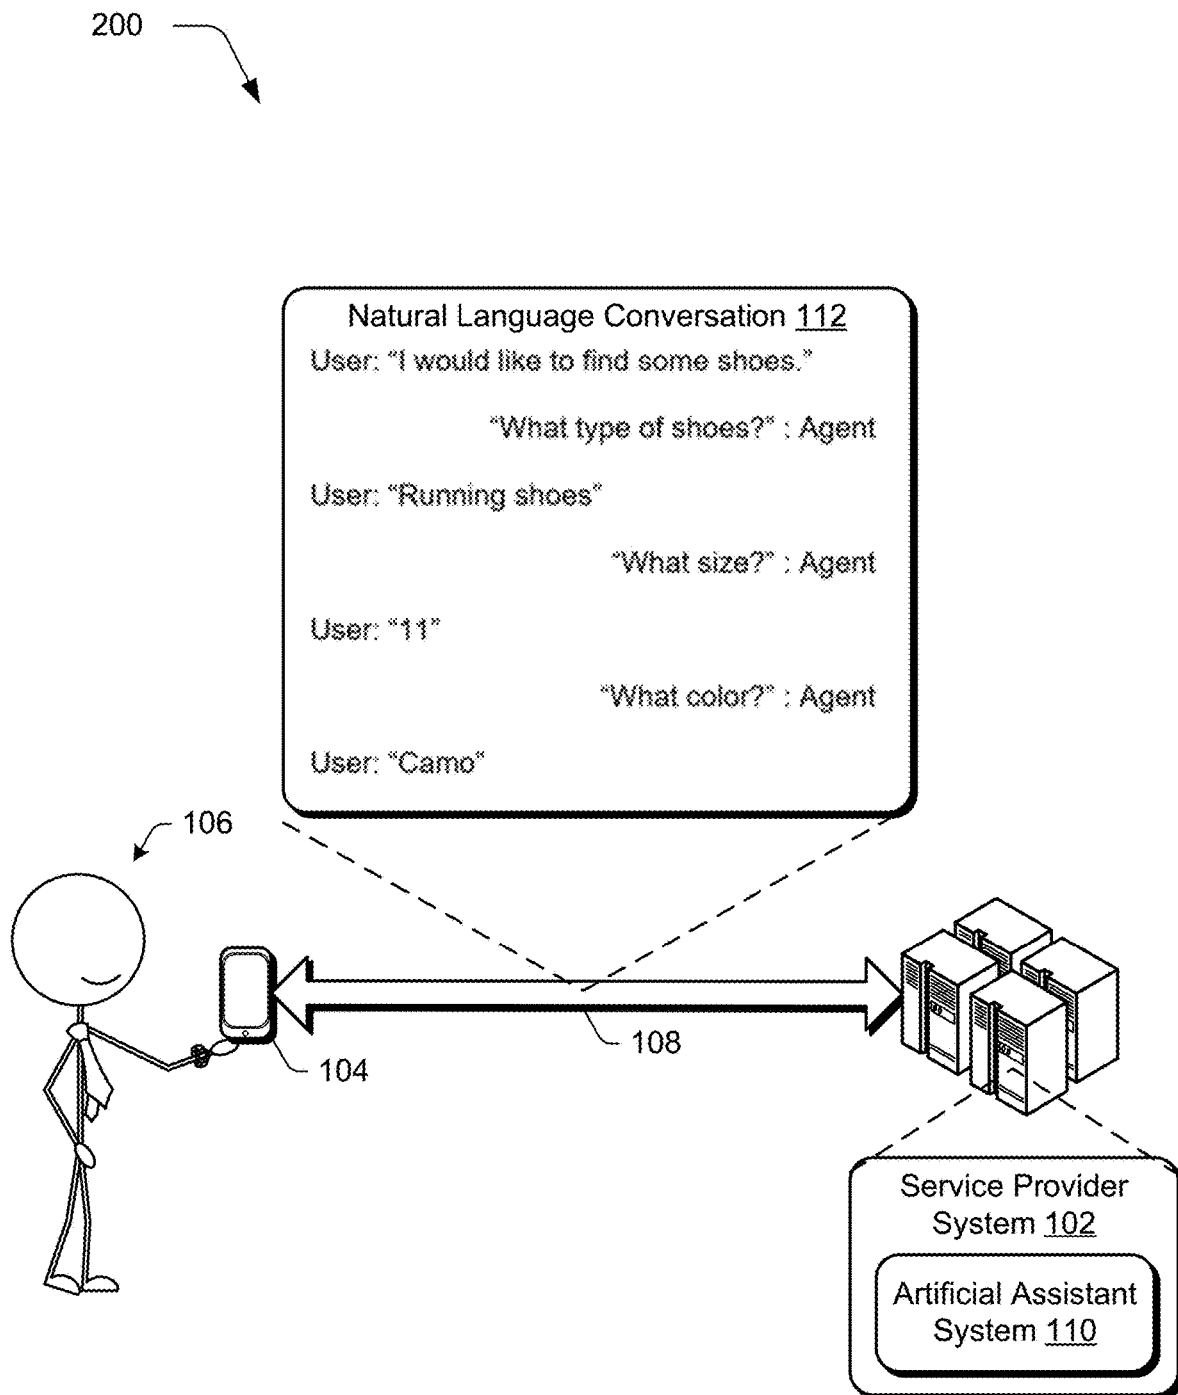 200
Natural Language Conversation 112
User: “I would like to find some shoes.”
“What type of shoes?” : Agent
User: “Running shoes”
“What size?” : Agent
User: “11”
“What color?” : Agent
User: “Camo”
106
108
104
Service Provider
System 102
Artificial Assistant
System 110